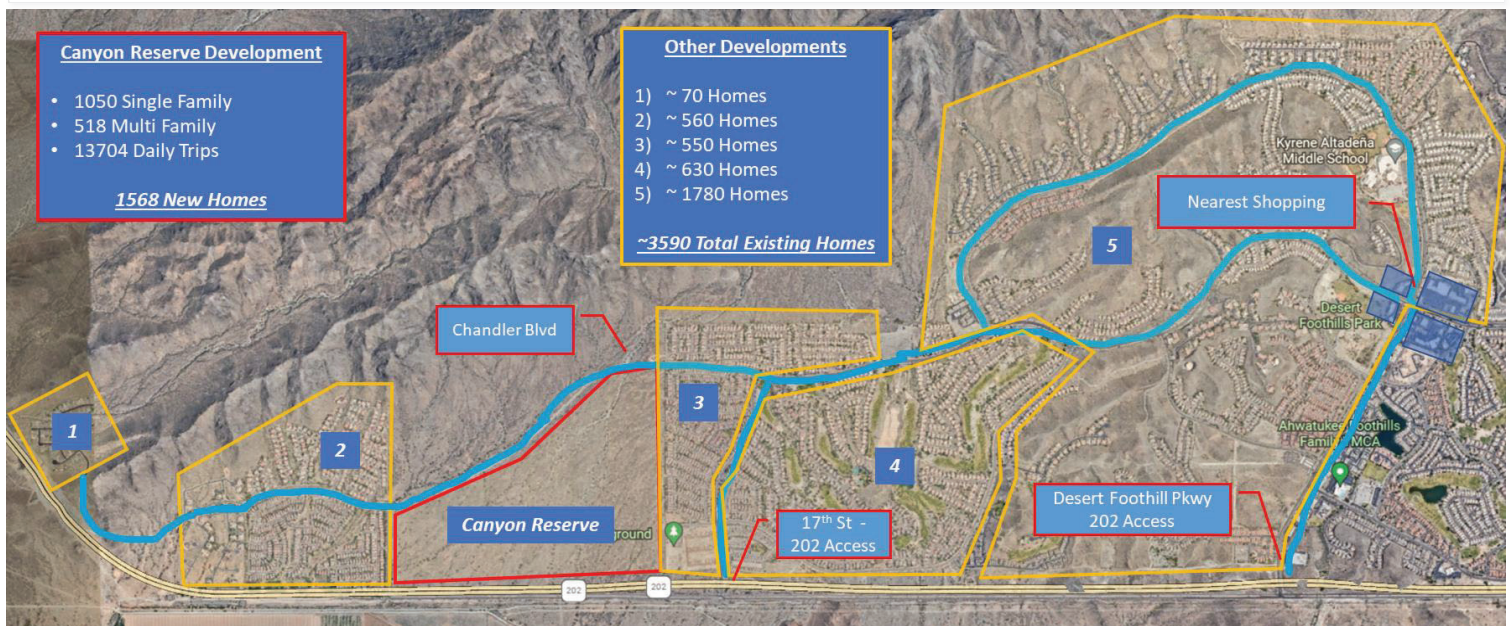 Canyon Reserve Development
• 1050 Single Family
• 518 Multi Family
• 13704 Daily Trips
1568 New Homes
Other Developments
1) ~ 70 Homes
2) ~ 560 Homes
3) ~ 550 Homes
4) ~ 630 Homes
5) ~ 1780 Homes
~3590 Total Existing Homes
Kyrene Altadeña
Middle School
Nearest Shopping
5
Desert
Foothills Park
Chandler Blvd
1
2
3
4
Ahwatukee Foothills
Family YMCA
Canyon Reserve
ground
17th St -
202 Access
Desert Foothill Pkwy
202 Access
202
202